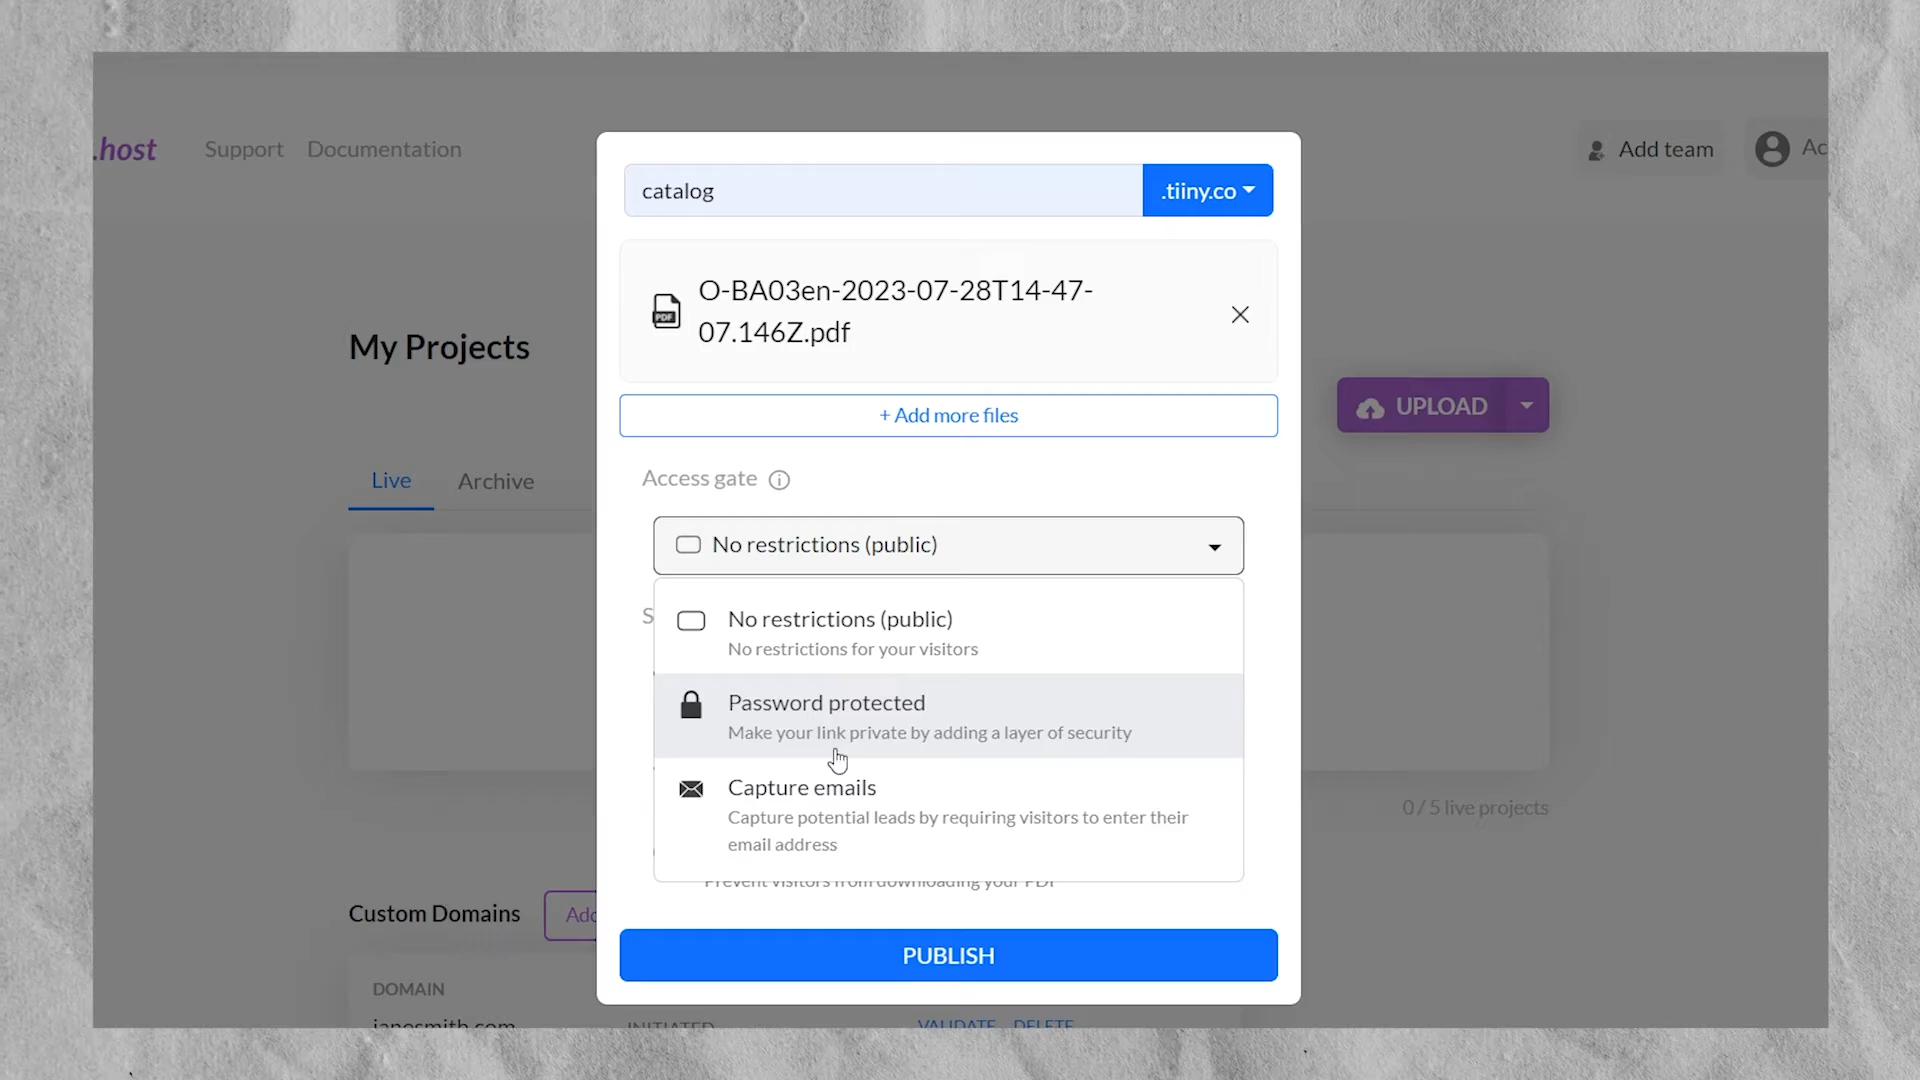 .host
Support
Documentation
Add team
Ac
catalog
.tiiny.co
O-BA03en-2023-07-28T14-47-
07.146Z.pdf
+ Add more files
My Projects
UPLOAD
Live
Archive
Access gate
No restrictions (public)
S
No restrictions (public)
No restrictions for your visitors
Password protected
Make your link private by adding a layer of security
Capture emails
Capture potential leads by requiring visitors to enter their
email address
Prevent visitors from downloading your PDF
0 / 5 live projects
Custom Domains
Add
PUBLISH
DOMAIN
janesmith.com
INITIATED
VALIDATE
DELETE